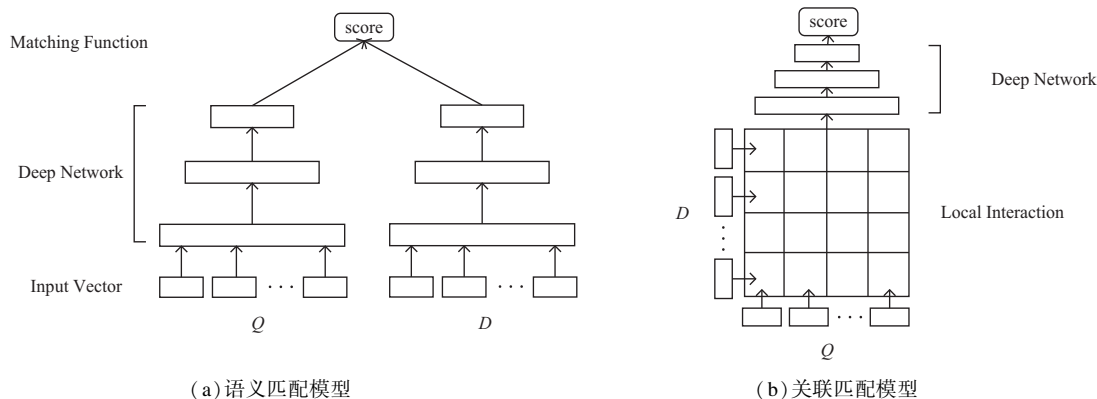 score
Matching Function
Deep Network
Input Vector
. . .
. . .
Q
D
(a)语义匹配模型
score
Deep Network
D
. . .
Local Interaction
. . .
Q
(b)关联匹配模型